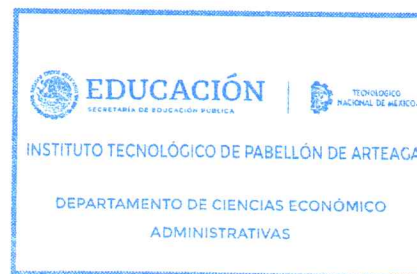 EDUCACIÓN
SECRETARÍA DE EDUCACIÓN PÚBLICA
TECNOLÓGICO
NACIONAL DE MÉXICO
INSTITUTO TECNOLÓGICO DE PABELLÓN DE ARTEAGA
DEPARTAMENTO DE CIENCIAS ECONÓMICO
ADMINISTRATIVAS